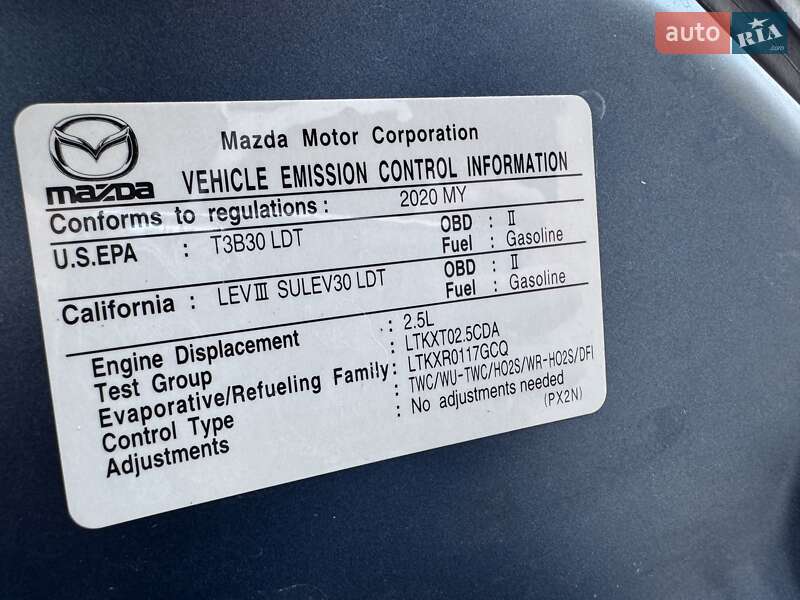 auto RIA.com
mazda
Mazda Motor Corporation
VEHICLE EMISSION CONTROL INFORMATION
Conforms to regulations : 2020 MY
U.S.EPA : T3B30 LDT OBD : II
Fuel : Gasoline
California : LEVIII SULEV30 LDT OBD : II
Fuel : Gasoline
Engine Displacement : 2.5L
Test Group : LTKXT02.5CDA
Evaporative/Refueling Family: LTKXR0117GCQ
Control Type : TWC/WU-TWC/HO2S/WR-HO2S/DFI
Adjustments : No adjustments needed
(PX2N)